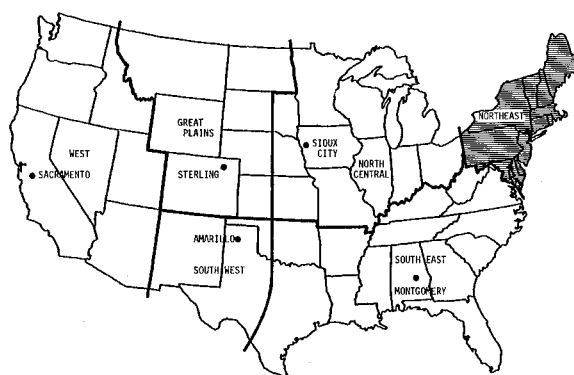 NORTHEAST
GREAT
PLAINS
WEST
SIOUX
CITY
NORTH
CENTRAL
STERLING
SACRAMENTO
AMARILLO
SOUTH WEST
SOUTH EAST
MONTGOMERY